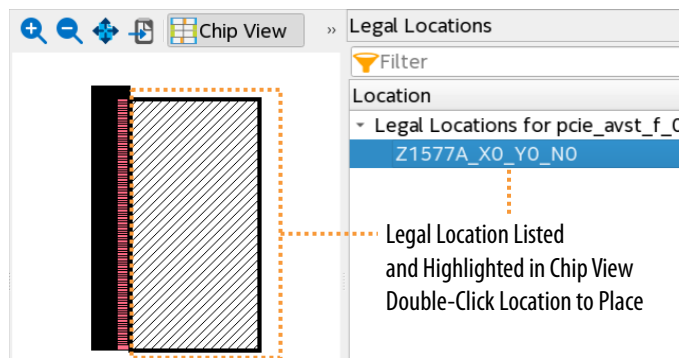 Chip View
»
Legal Locations
Filter
Location
Legal Locations for pcie_avst_f_0
Z1577A_X0_Y0_N0
Legal Location Listed
and Highlighted in Chip View
Double-Click Location to Place